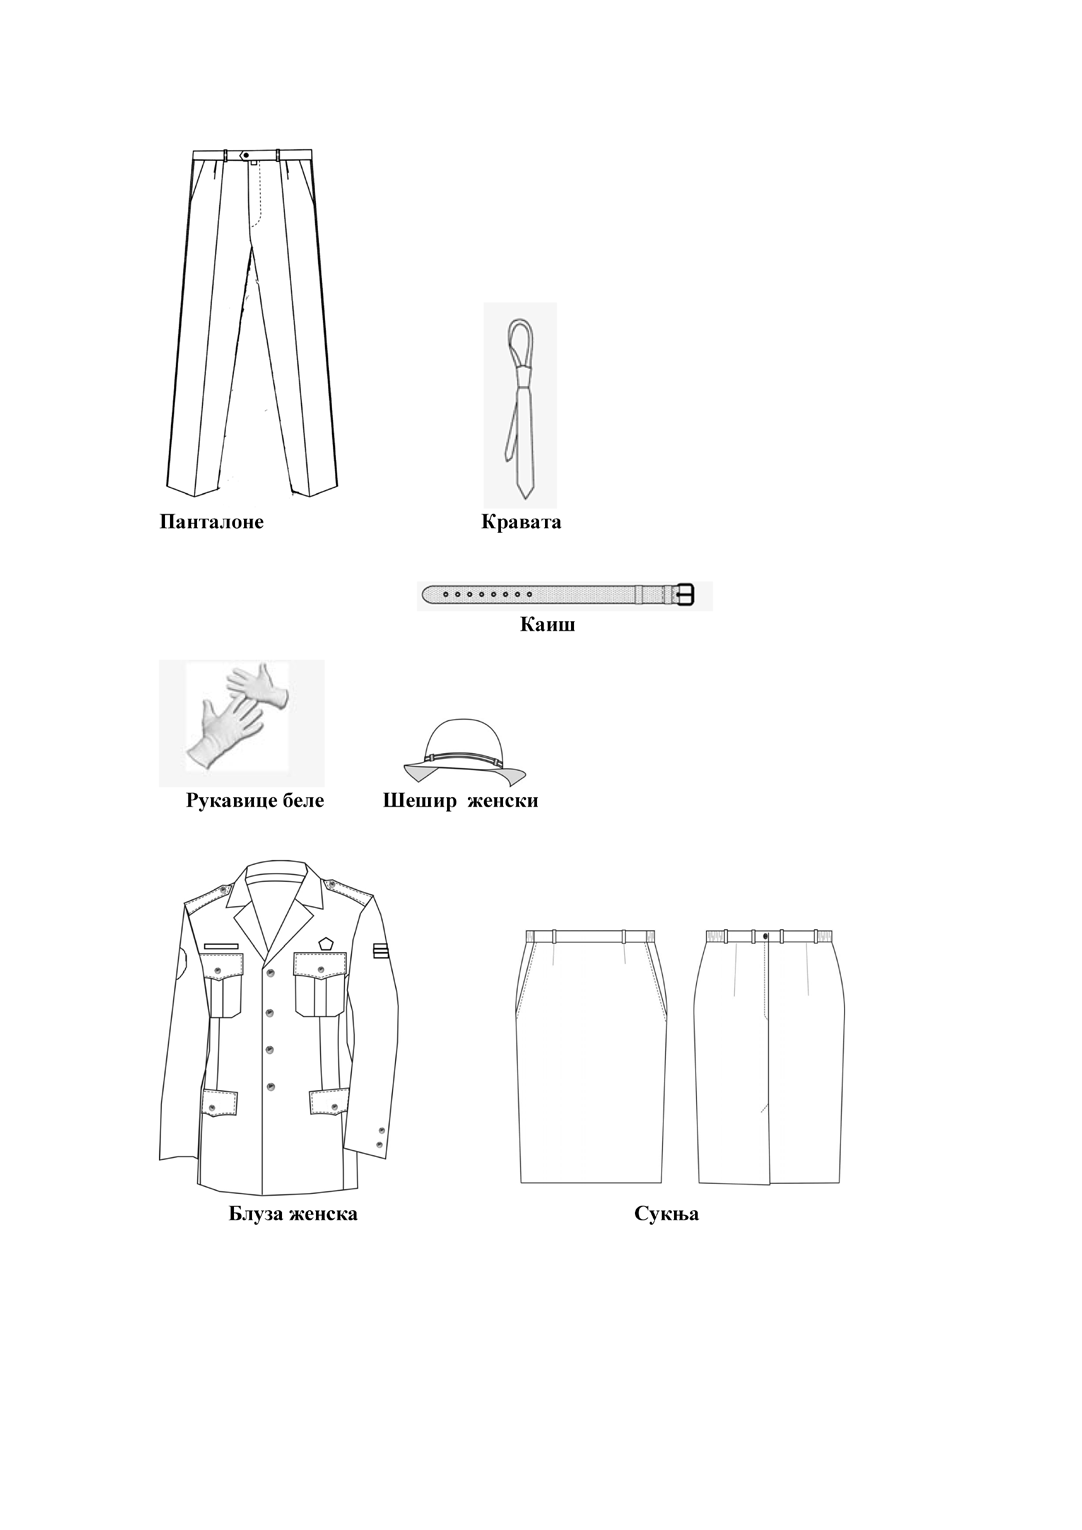 Панталоне
Кравата
Каиш
Рукавице беле
Шешир женски
Блуза женска
Сукња